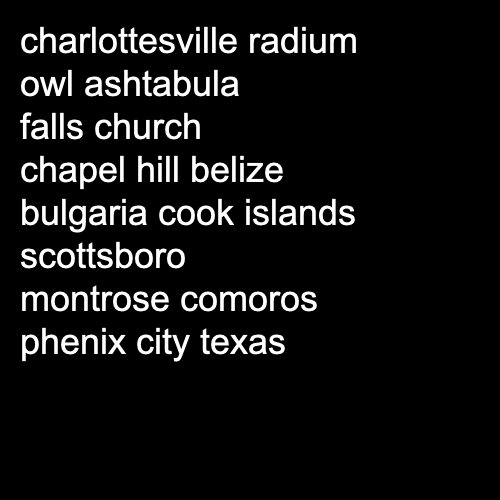 charlottesville radium
owl ashtabula
falls church
chapel hill belize
bulgaria cook islands
scottsboro
montrose comoros
phenix city texas